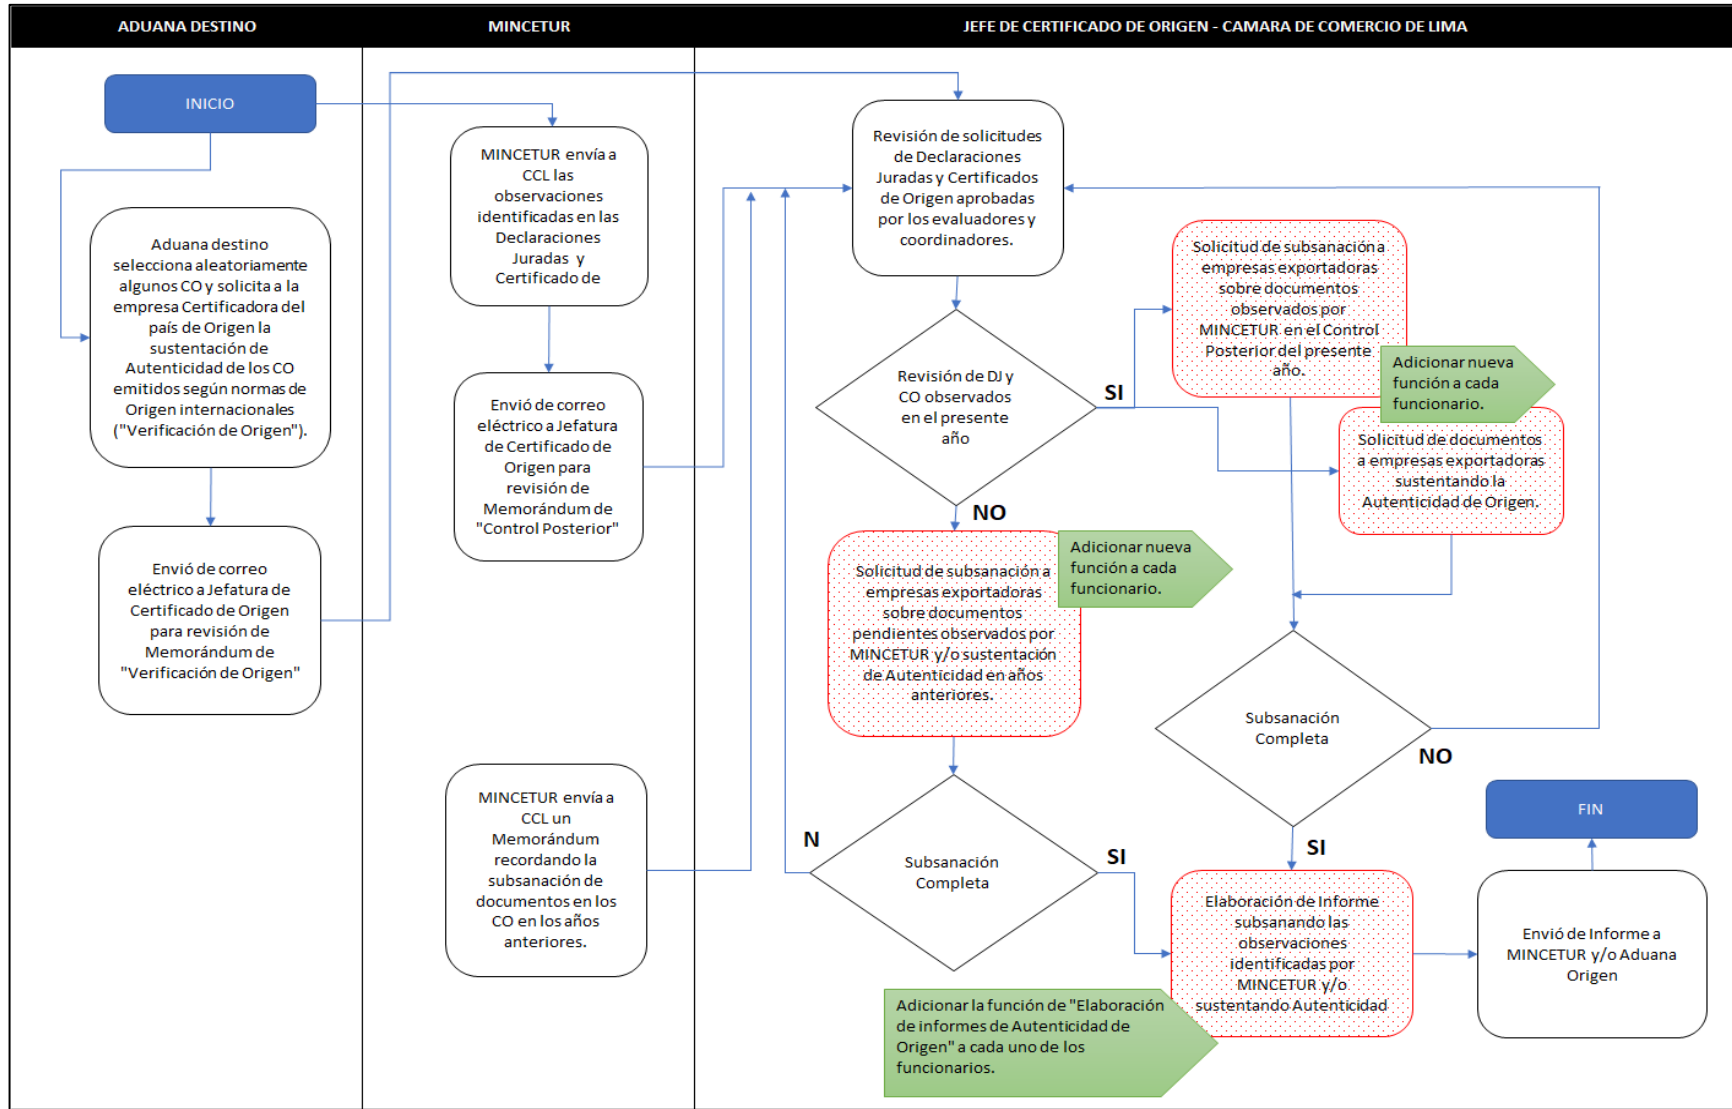 ADUANA DESTINO
MINCETUR
JEFE DE CERTIFICADO DE ORIGEN - CAMARA DE COMERCIO DE LIMA
INICIO
Aduana destino
selecciona aleatoriamente
algunos CO y solicita a la
empresa Certificadora del
país de Origen la
sustentación de
Autenticidad de los CO
emitidos según normas de
Origen internacionales
("Verificación de Origen").
Envió de correo
eléctrico a Jefatura de
Certificado de Origen
para revisión de
Memorándum de
"Verificación de Origen"
MINCETUR envía a
CCL las
observaciones
identificadas en las
Declaraciones
Juradas y
Certificado de
Envió de correo
eléctrico a Jefatura
de Certificado de
Origen para
revisión de
Memorándum de
"Control Posterior"
MINCETUR envía a
CCL un
Memorándum
recordando la
subsanación de
documentos en los
CO en los años
anteriores.
Revisión de solicitudes
de Declaraciones
Juradas y Certificados
de Origen aprobadas
por los evaluadores y
coordinadores.
Revisión de DJ y
CO observados
en el presente
año
SI
NO
Solicitud de subsanación a
empresas exportadoras
sobre documentos
observados por
MINCETUR en el Control
Posterior del presente
año.
Adicionar nueva
función a cada
funcionario.
Solicitud de documentos
a empresas exportadoras
sustentando la
Autenticidad de Origen.
Solicitud de subsanación a
empresas exportadoras
sobre documentos
pendientes observados por
MINCETUR y/o sustentación
de Autenticidad en años
anteriores.
Adicionar nueva
función a cada
funcionario.
Subsanación
Completa
NO
SI
Subsanación
Completa
N
SI
Elaboración de Informe
subsanando las
observaciones
identificadas por
MINCETUR y/o
sustentando Autenticidad
Adicionar la función de "Elaboración
de informes de Autenticidad de
Origen" a cada uno de los
funcionarios.
Envió de Informe a
MINCETUR y/o Aduana
Origen
FIN